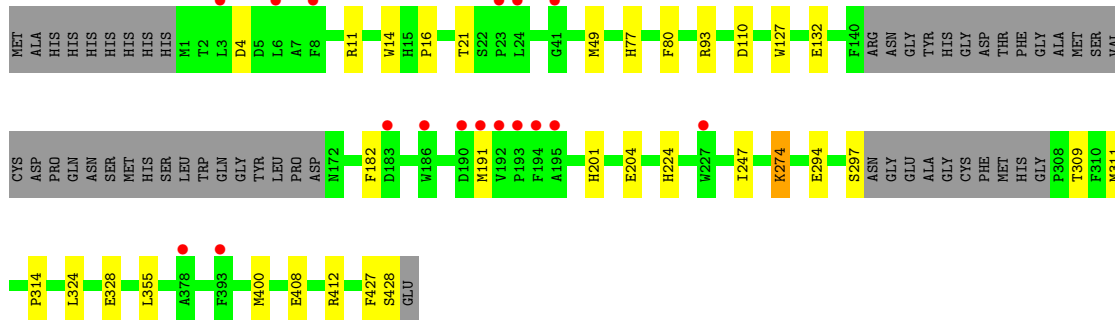 MET ALA HIS HIS HIS HIS HIS HIS HIS M1 T2 L3 D4 D5 L6 A7 F8 R11 W14 H15 P16 T21 S22 P23 L24 G41 M49 H77 F80 R93 D110 W127 E132 F140 ARG ASN GLY TYR HIS GLY ASP THR PHE GLY ALA MET SER VAL
CYS ASP PRO GLN ASN SER MET HIS SER LEU TRP GLN GLY TYR LEU PRO ASP N172 F182 D183 W186 D190 M191 V192 P193 F194 A195 H201 E204 H224 W227 I247 K274 E294 S297 ASN GLY GLU ALA GLY CYS PHE MET HIS GLY P308 T309 F310 M311
P314 L324 E328 L355 A378 F393 M400 E408 R412 F427 S428 GLU